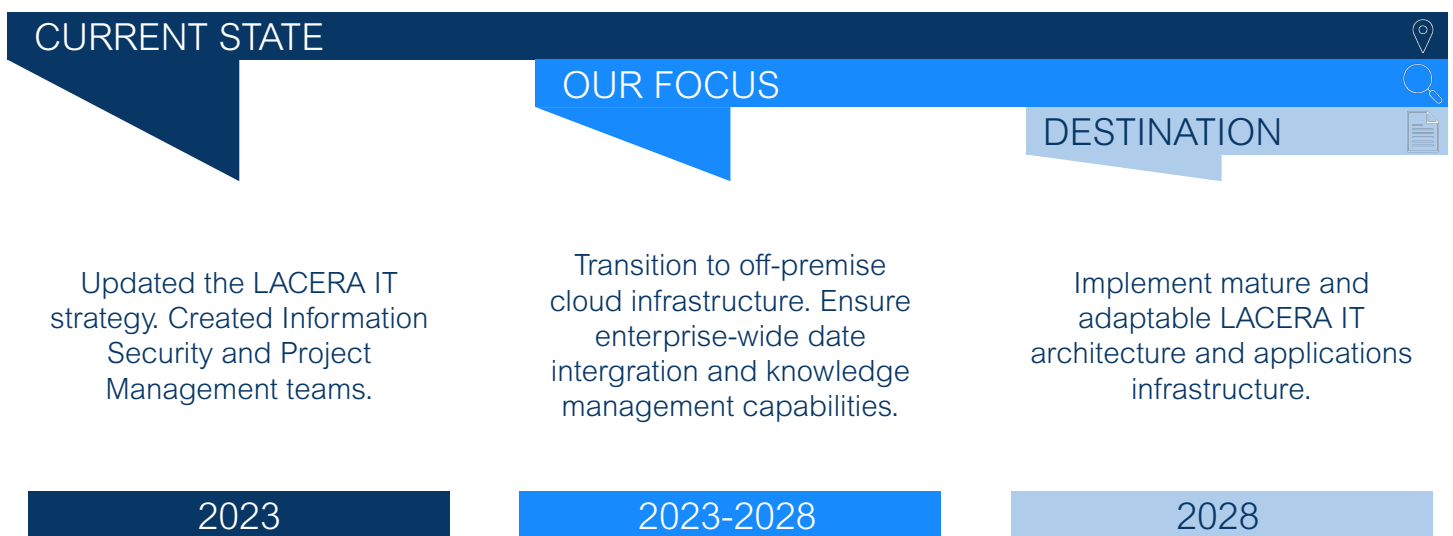 CURRENT STATE
OUR FOCUS
DESTINATION
Updated the LACERA IT
strategy. Created Information
Security and Project
Management teams.
Transition to off-premise
cloud infrastructure. Ensure
enterprise-wide date
intergration and knowledge
management capabilities.
Implement mature and
adaptable LACERA IT
architecture and applications
infrastructure.
2023
2023-2028
2028